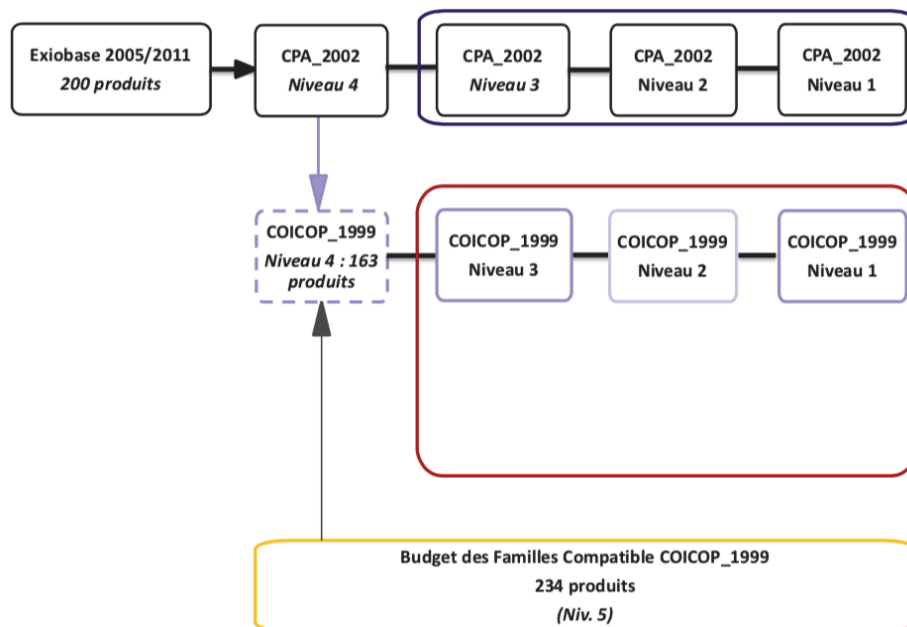 Exiobase 2005/2011
200 produits
CPA_2002
Niveau 4
CPA_2002
Niveau 3
CPA_2002
Niveau 2
CPA_2002
Niveau 1
COICOP_1999
Niveau 4 : 163
produits
COICOP_1999
Niveau 3
COICOP_1999
Niveau 2
COICOP_1999
Niveau 1
Budget des Familles Compatible COICOP_1999
234 produits
(Niv. 5)